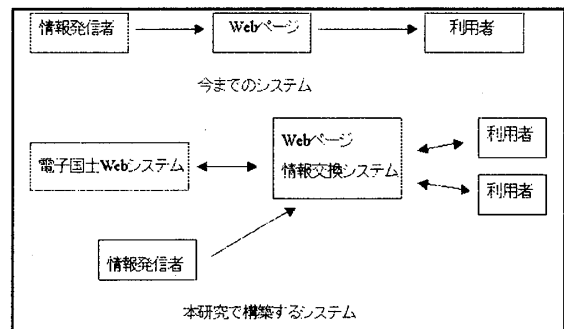 情報発信者
Webページ
利用者
今までのシステム
電子国土Webシステム
Webページ
情報交換システム
利用者
利用者
情報発信者
本研究で構築するシステム